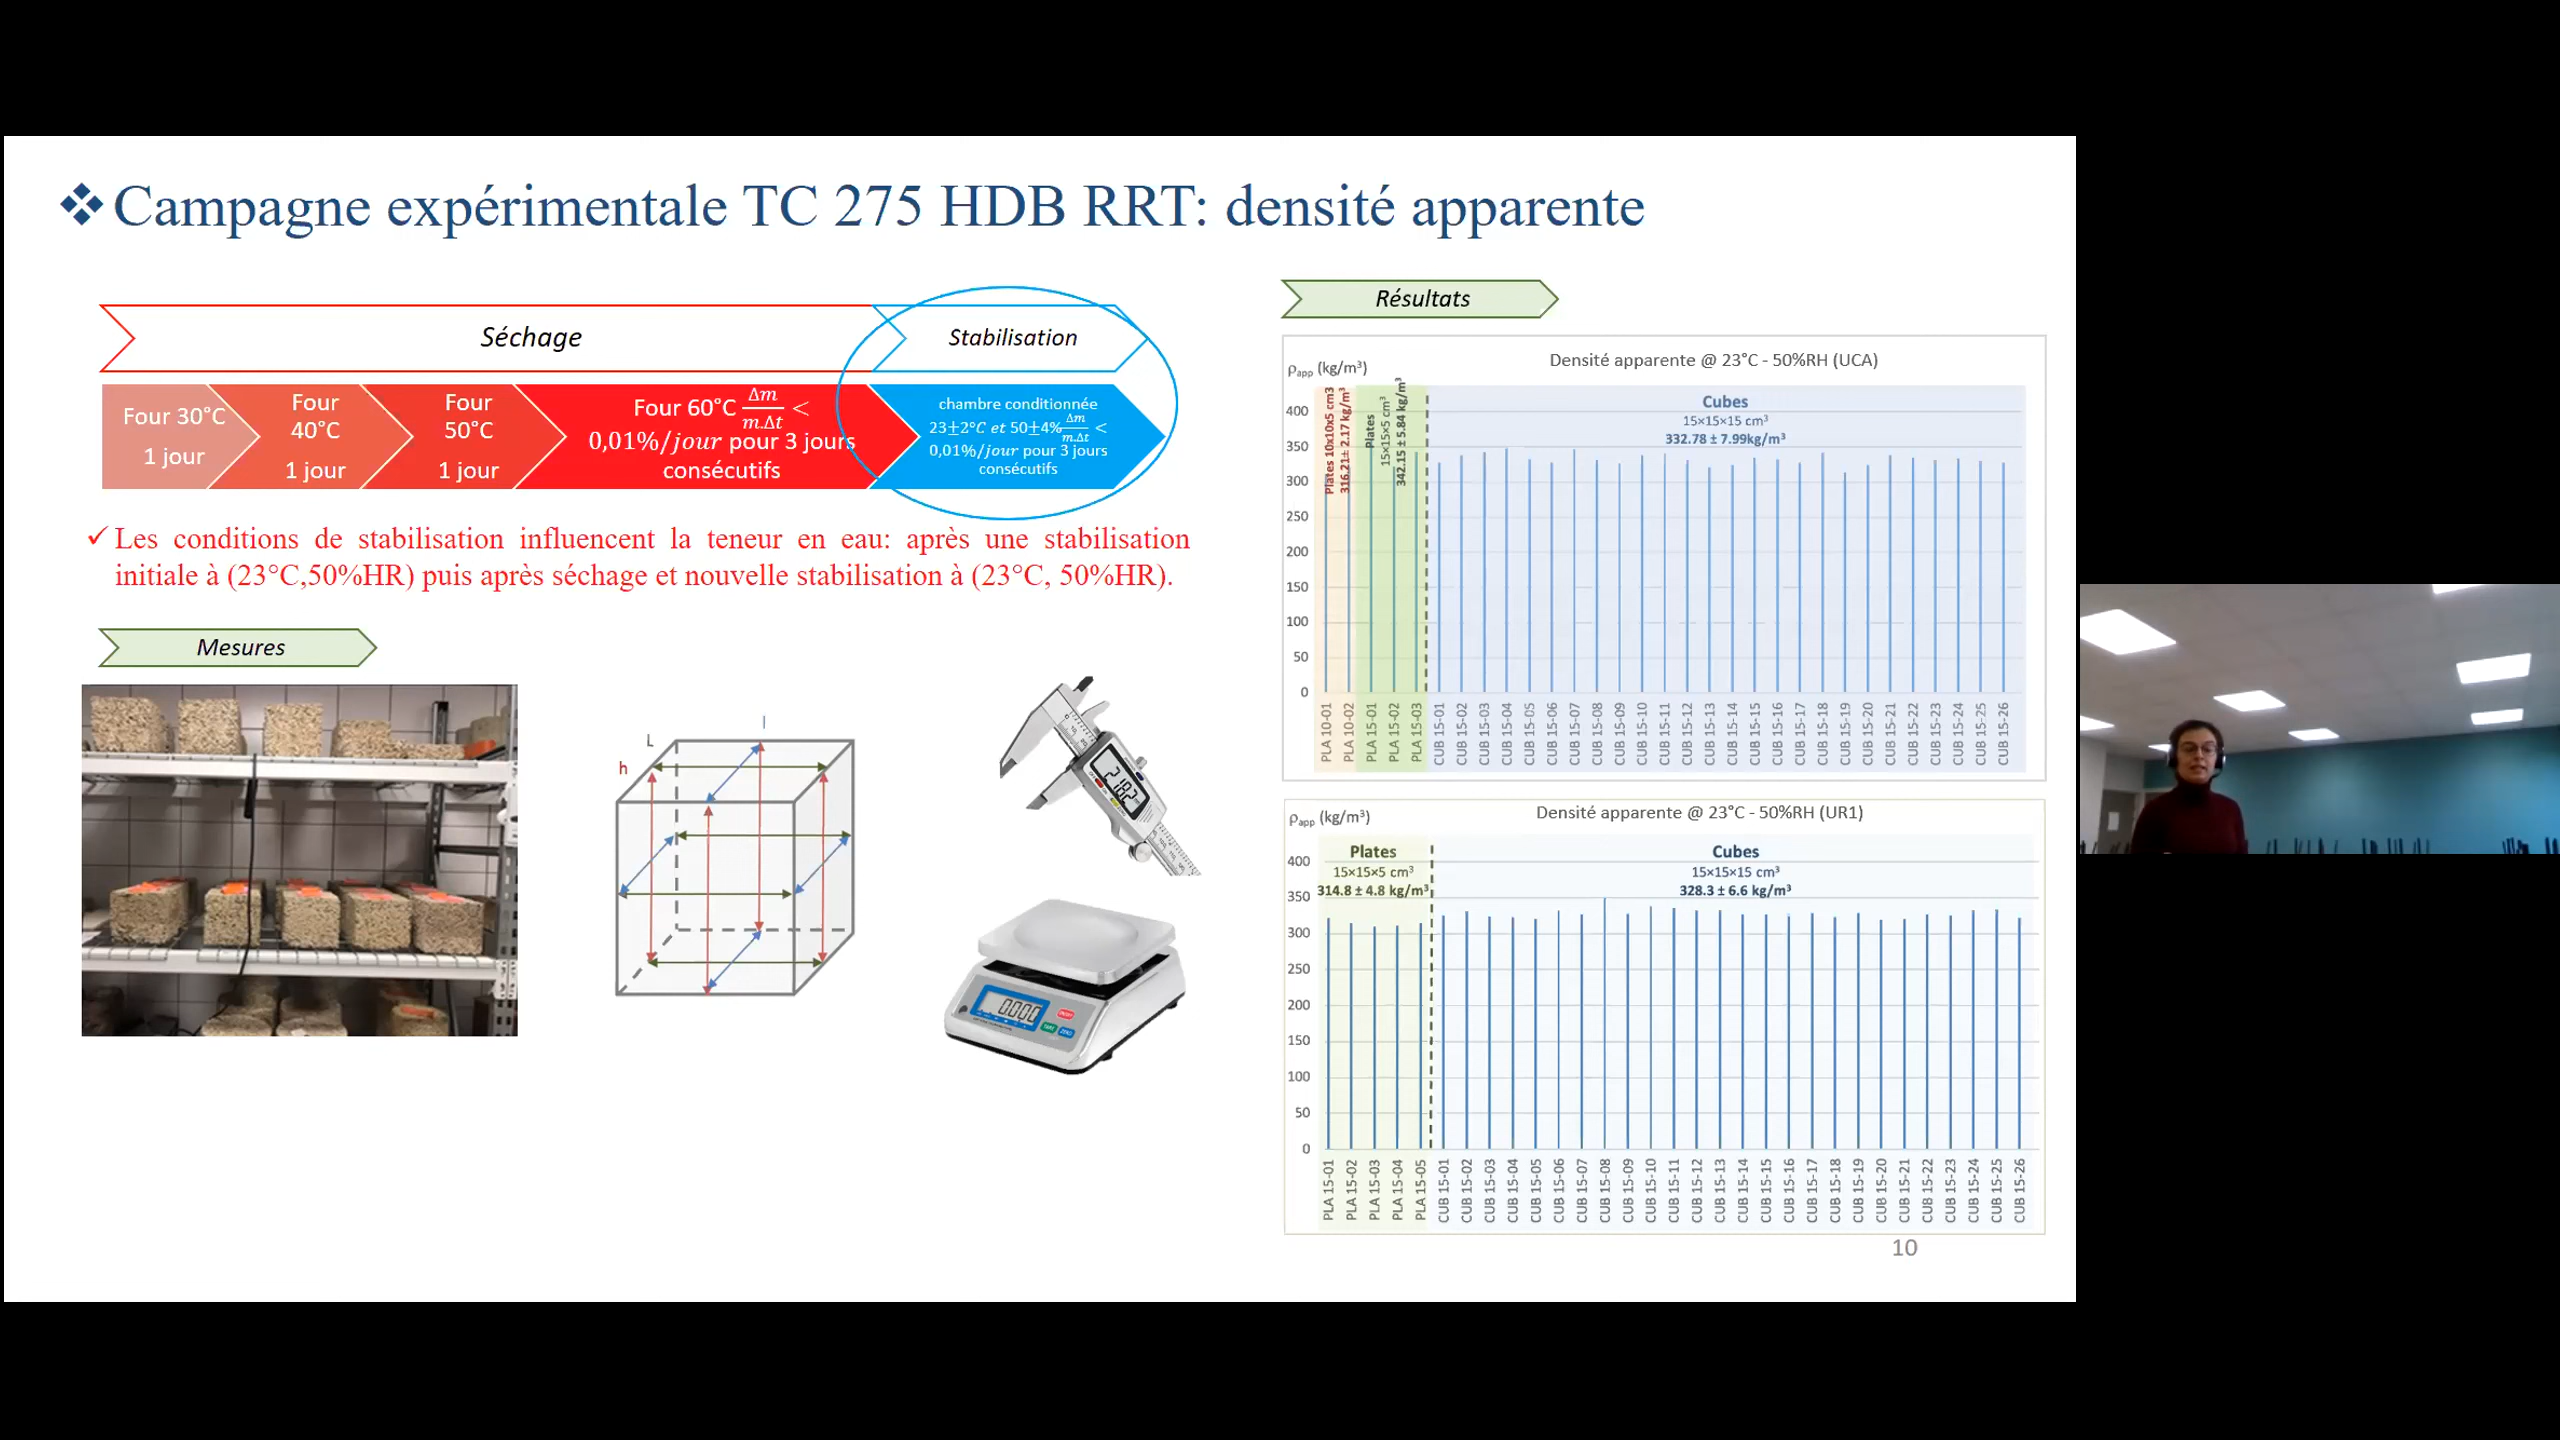 ❖ Campagne expérimentale TC 275 HDB RRT: densité apparente
Séchage
Stabilisation
Four 30°C
1 jour
Four
40°C
1 jour
Four
50°C
1 jour
Four 60°C Δm/m.Δt <
0,01%/jour pour 3 jours
consécutifs
chambre conditionnée
23±2°C et 50±4% Δm/m.Δt <
0,01%/jour pour 3 jours
consécutifs
✓ Les conditions de stabilisation influencent la teneur en eau: après une stabilisation
initiale à (23°C,50%HR) puis après séchage et nouvelle stabilisation à (23°C, 50%HR).
Mesures
L
l
h
218.2
0.000
Résultats
Densité apparente @ 23°C - 50%RH (UCA)
ρapp (kg/m³)
Plates 10x10x5 cm3
316.21± 2.17 kg/m³
Plates
15×15×5 cm³
342.15 ± 5.84 kg/m³
Cubes
15×15×15 cm³
332.78 ± 7.99kg/m³
400
350
300
250
200
150
100
50
0
PLA 10-01
PLA 10-02
PLA 15-01
PLA 15-02
PLA 15-03
CUB 15-01
CUB 15-02
CUB 15-03
CUB 15-04
CUB 15-05
CUB 15-06
CUB 15-07
CUB 15-08
CUB 15-09
CUB 15-10
CUB 15-11
CUB 15-12
CUB 15-13
CUB 15-14
CUB 15-15
CUB 15-16
CUB 15-17
CUB 15-18
CUB 15-19
CUB 15-20
CUB 15-21
CUB 15-22
CUB 15-23
CUB 15-24
CUB 15-25
CUB 15-26
Densité apparente @ 23°C - 50%RH (UR1)
ρapp (kg/m³)
Plates
15×15×5 cm³
314.8 ± 4.8 kg/m³
Cubes
15×15×15 cm³
328.3 ± 6.6 kg/m³
400
350
300
250
200
150
100
50
0
PLA 15-01
PLA 15-02
PLA 15-03
PLA 15-04
PLA 15-05
CUB 15-01
CUB 15-02
CUB 15-03
CUB 15-04
CUB 15-05
CUB 15-06
CUB 15-07
CUB 15-08
CUB 15-09
CUB 15-10
CUB 15-11
CUB 15-12
CUB 15-13
CUB 15-14
CUB 15-15
CUB 15-16
CUB 15-17
CUB 15-18
CUB 15-19
CUB 15-20
CUB 15-21
CUB 15-22
CUB 15-23
CUB 15-24
CUB 15-25
CUB 15-26
10